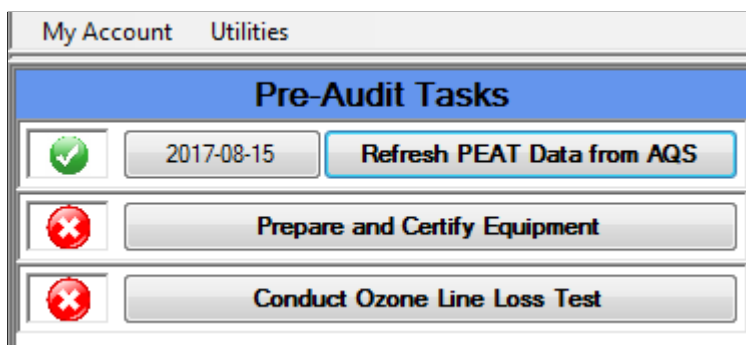 My Account Utilities
Pre-Audit Tasks
2017-08-15 Refresh PEAT Data from AQS
Prepare and Certify Equipment
Conduct Ozone Line Loss Test